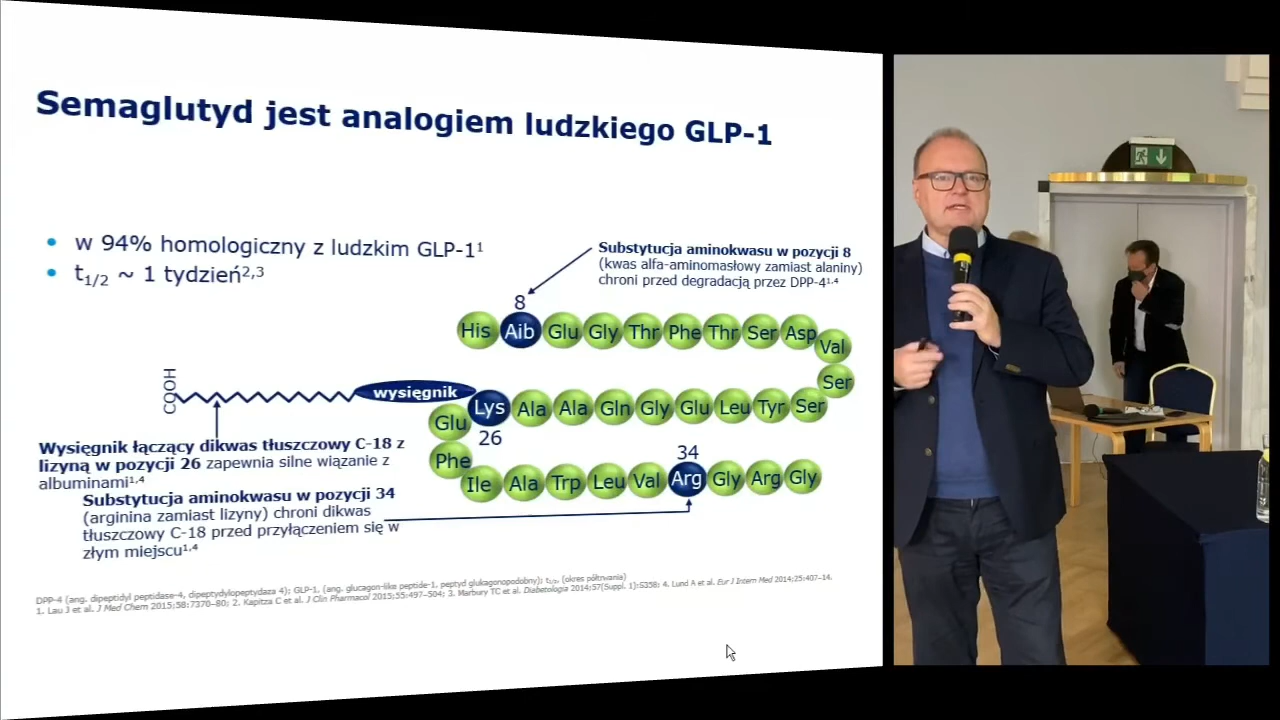 Semaglutyd jest analogiem ludzkiego GLP-1
• w 94% homologiczny z ludzkim GLP-1¹
• t1/2 ~ 1 tydzień²,³
Substytucja aminokwasu w pozycji 8
(kwas alfa-aminomasłowy zamiast alaniny)
chroni przed degradacją przez DPP-4¹,⁴
8
His Aib Glu Gly Thr Phe Thr Ser Asp Val
Ser
COOH
wysięgnik
Glu Lys Ala Ala Gln Gly Glu Leu Tyr Ser
26
Phe
34
Ile Ala Trp Leu Val Arg Gly Arg Gly
Wysięgnik łączący dikwas tłuszczowy C-18 z
lizyną w pozycji 26 zapewnia silne wiązanie z
albuminami¹,⁴
Substytucja aminokwasu w pozycji 34
(arginina zamiast lizyny) chroni dikwas
tłuszczowy C-18 przed przyłączeniem się w
złym miejscu¹,⁴
DPP-4 (ang. dipeptidyl peptidase-4, dipeptydylopeptydaza 4); GLP-1, (ang. glucagon-like peptide-1, peptyd glukagonopodobny); t1/2, (okres półtrwania)
1. Lau J et al. J Med Chem 2015;58:7370–80; 2. Kapitza C et al. J Clin Pharmacol 2015;55:497–504; 3. Marbury TC et al. Diabetologia 2014;57(Suppl. 1):S358; 4. Lund A et al. Eur J Intern Med 2014;25:407–14.